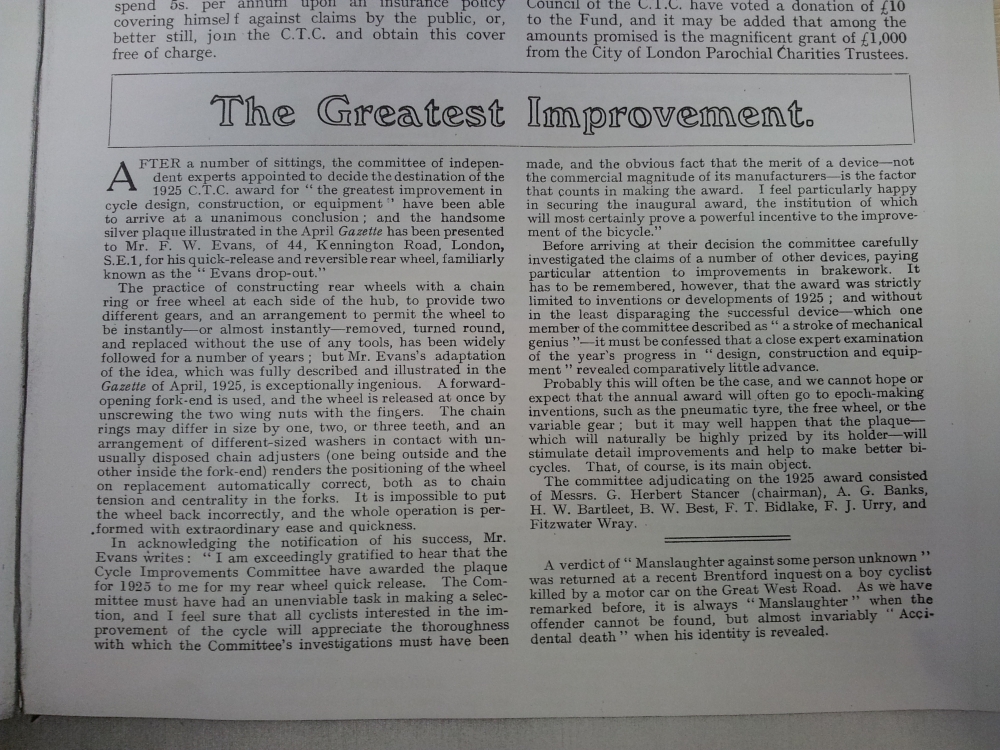 spend 5s. per annum upon an insurance policy
covering himself against claims by the public, or,
better still, join the C.T.C. and obtain this cover
free of charge.
Council of the C.T.C. have voted a donation of £10
to the Fund, and it may be added that among the
amounts promised is the magnificent grant of £1,000
from the City of London Parochial Charities Trustees.
The Greatest Improvement.
AFTER a number of sittings, the committee of indepen-
dent experts appointed to decide the destination of the
1925 C.T.C. award for " the greatest improvement in
cycle design, construction, or equipment " have been able
to arrive at a unanimous conclusion ; and the handsome
silver plaque illustrated in the April Gazette has been presented
to Mr. F. W. Evans, of 44, Kennington Road, London,
S.E.1, for his quick-release and reversible rear wheel, familiarly
known as the " Evans drop-out."
The practice of constructing rear wheels with a chain
ring or free wheel at each side of the hub, to provide two
different gears, and an arrangement to permit the wheel to
be instantly—or almost instantly—removed, turned round,
and replaced without the use of any tools, has been widely
followed for a number of years ; but Mr. Evans's adaptation
of the idea, which was fully described and illustrated in the
Gazette of April, 1925, is exceptionally ingenious. A forward-
opening fork-end is used, and the wheel is released at once by
unscrewing the two wing nuts with the fingers. The chain
rings may differ in size by one, two, or three teeth, and an
arrangement of different-sized washers in contact with un-
usually disposed chain adjusters (one being outside and the
other inside the fork-end) renders the positioning of the wheel
on replacement automatically correct, both as to chain
tension and centrality in the forks. It is impossible to put
the wheel back incorrectly, and the whole operation is per-
formed with extraordinary ease and quickness.
In acknowledging the notification of his success, Mr.
Evans writes : " I am exceedingly gratified to hear that the
Cycle Improvements Committee have awarded the plaque
for 1925 to me for my rear wheel quick release. The Com-
mittee must have had an unenviable task in making a selec-
tion, and I feel sure that all cyclists interested in the im-
provement of the cycle will appreciate the thoroughness
with which the Committee's investigations must have been
made, and the obvious fact that the merit of a device—not
the commercial magnitude of its manufacturers—is the factor
that counts in making the award. I feel particularly happy
in securing the inaugural award, the institution of which
will most certainly prove a powerful incentive to the improve-
ment of the bicycle."
Before arriving at their decision the committee carefully
investigated the claims of a number of other devices, paying
particular attention to improvements in brakework. It
has to be remembered, however, that the award was strictly
limited to inventions or developments of 1925 ; and without
in the least disparaging the successful device—which one
member of the committee described as " a stroke of mechanical
genius "—it must be confessed that a close expert examination
of the year's progress in " design, construction and equip-
ment " revealed comparatively little advance.
Probably this will often be the case, and we cannot hope or
expect that the annual award will often go to epoch-making
inventions, such as the pneumatic tyre, the free wheel, or the
variable gear ; but it may well happen that the plaque—
which will naturally be highly prized by its holder—will
stimulate detail improvements and help to make better bi-
cycles. That, of course, is its main object.
The committee adjudicating on the 1925 award consisted
of Messrs. G. Herbert Stancer (chairman), A. G. Banks,
H. W. Bartleet, B. W. Best, F. T. Bidlake, F. J. Urry, and
Fitzwater Wray.
A verdict of " Manslaughter against some person unknown "
was returned at a recent Brentford inquest on a boy cyclist
killed by a motor car on the Great West Road. As we have
remarked before, it is always " Manslaughter " when the
offender cannot be found, but almost invariably " Acci-
dental death " when his identity is revealed.